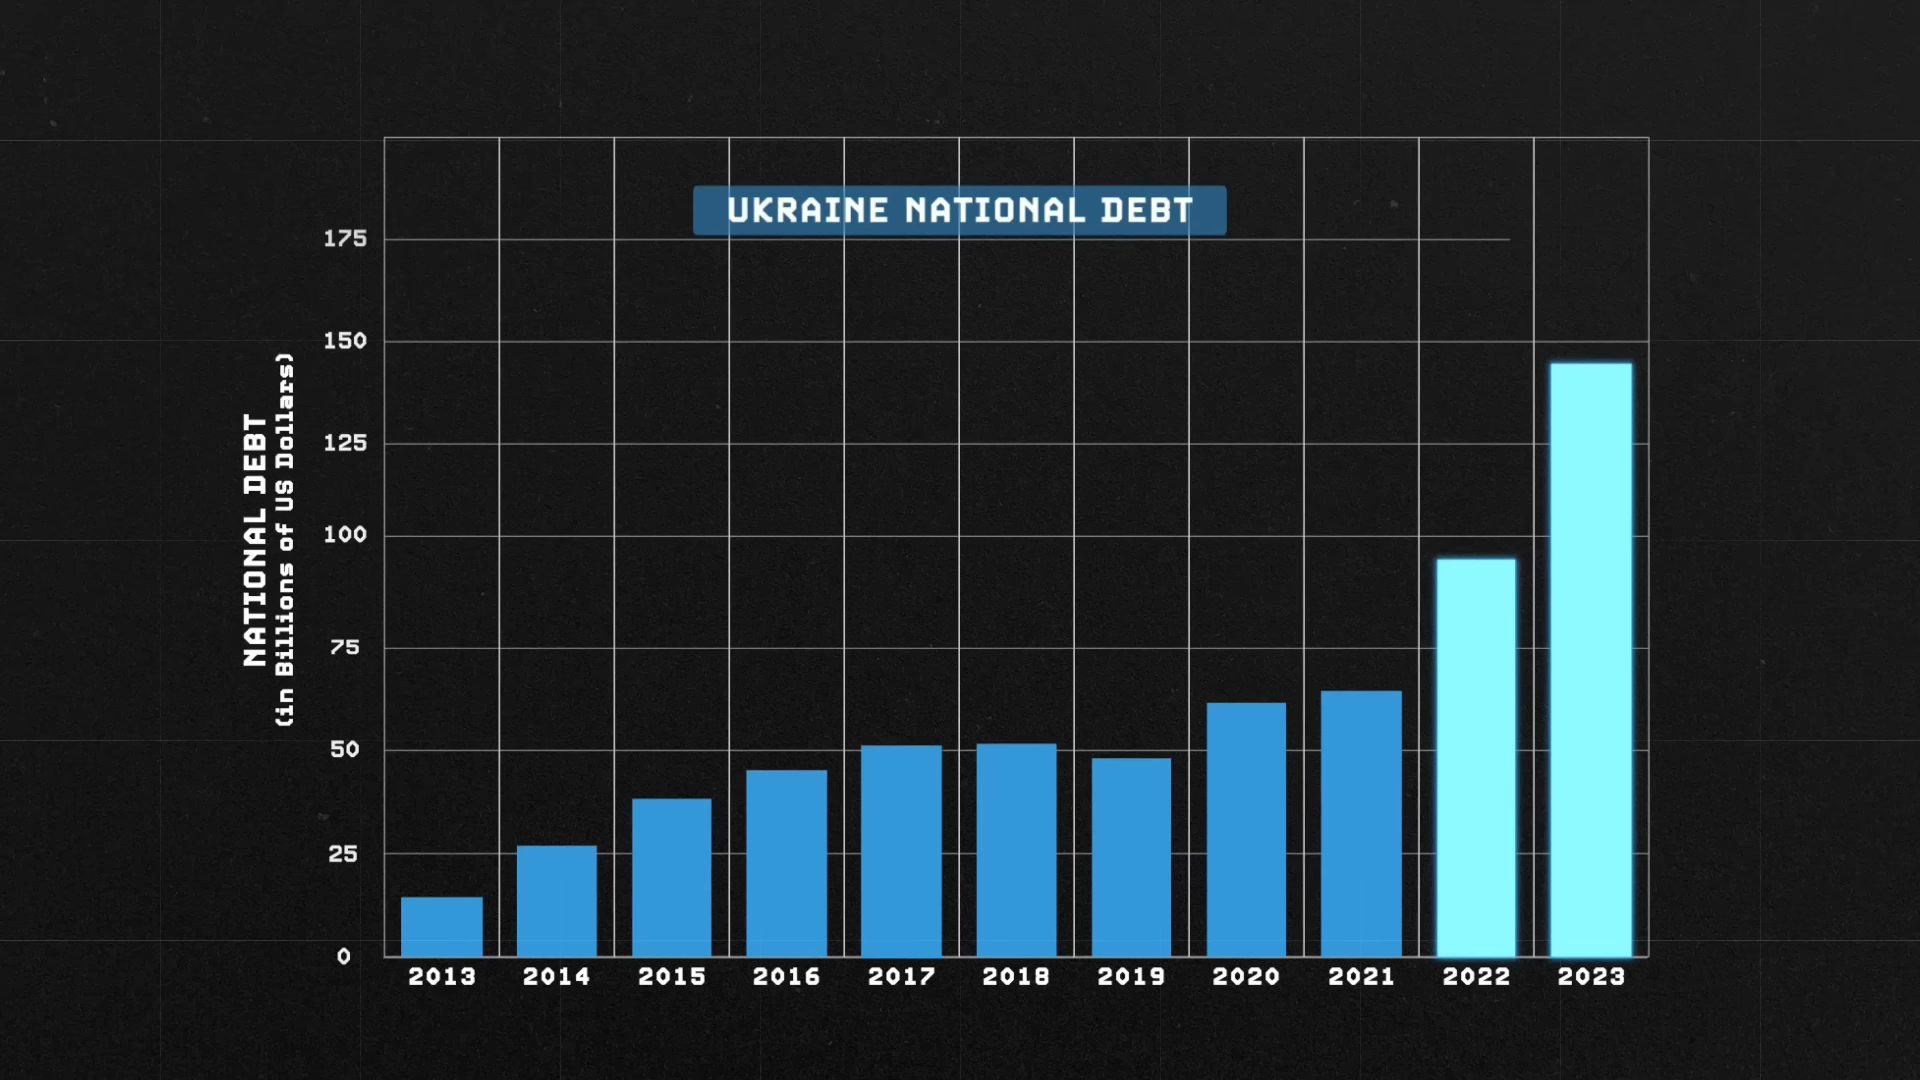 UKRAINE NATIONAL DEBT
NATIONAL DEBT
(in Billions of US Dollars)
175
150
125
100
75
50
25
0
2013 2014 2015 2016 2017 2018 2019 2020 2021 2022 2023